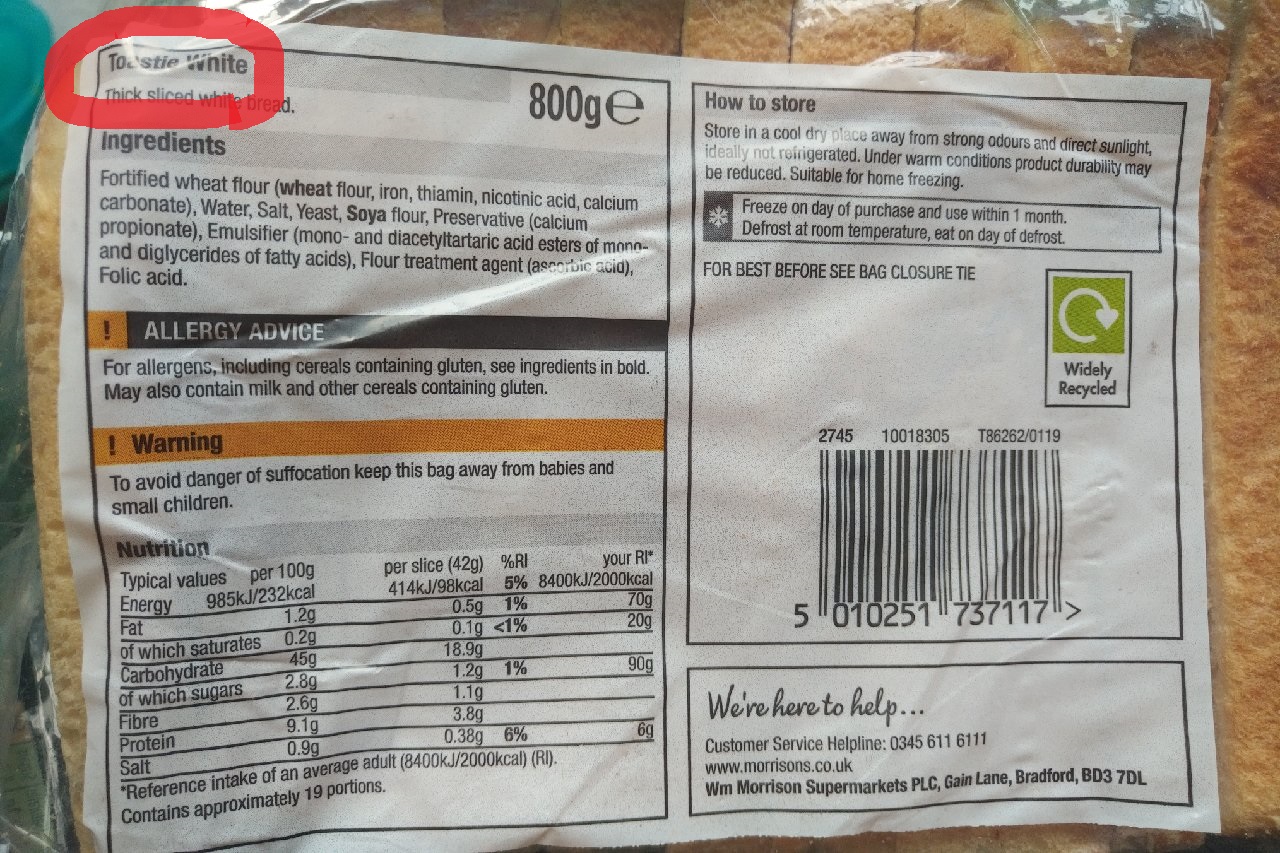 Toastie White
Thick sliced white bread.
800g℮
Ingredients
Fortified wheat flour (wheat flour, iron, thiamin, nicotinic acid, calcium
carbonate), Water, Salt, Yeast, Soya flour, Preservative (calcium
propionate), Emulsifier (mono- and diacetyltartaric acid esters of mono-
and diglycerides of fatty acids), Flour treatment agent (ascorbic acid),
Folic acid.
! ALLERGY ADVICE
For allergens, including cereals containing gluten, see ingredients in bold.
May also contain milk and other cereals containing gluten.
! Warning
To avoid danger of suffocation keep this bag away from babies and
small children.
Nutrition
Typical values per 100g per slice (42g) %RI your RI*
Energy 985kJ/232kcal 414kJ/98kcal 5% 8400kJ/2000kcal
Fat 1.2g 0.5g 1% 70g
of which saturates 0.2g 0.1g <1% 20g
Carbohydrate 45g 18.9g
of which sugars 2.8g 1.2g 1% 90g
Fibre 2.6g 1.1g
Protein 9.1g 3.8g
Salt 0.9g 0.38g 6% 6g
*Reference intake of an average adult (8400kJ/2000kcal) (RI).
Contains approximately 19 portions.
How to store
Store in a cool dry place away from strong odours and direct sunlight,
ideally not refrigerated. Under warm conditions product durability may
be reduced. Suitable for home freezing.
Freeze on day of purchase and use within 1 month.
Defrost at room temperature, eat on day of defrost.
FOR BEST BEFORE SEE BAG CLOSURE TIE
Widely
Recycled
2745 10018305 T86262/0119
5 010251 737117 >
We're here to help...
Customer Service Helpline: 0345 611 6111
www.morrisons.co.uk
Wm Morrison Supermarkets PLC, Gain Lane, Bradford, BD3 7DL